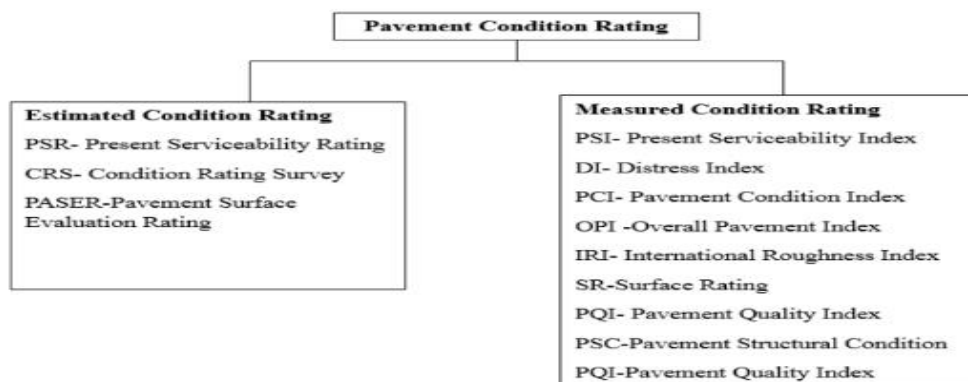 Pavement Condition Rating
Estimated Condition Rating
PSR- Present Serviceability Rating
CRS- Condition Rating Survey
PASER-Pavement Surface
Evaluation Rating
Measured Condition Rating
PSI- Present Serviceability Index
DI- Distress Index
PCI- Pavement Condition Index
OPI -Overall Pavement Index
IRI- International Roughness Index
SR-Surface Rating
PQI- Pavement Quality Index
PSC-Pavement Structural Condition
PQI-Pavement Quality Index